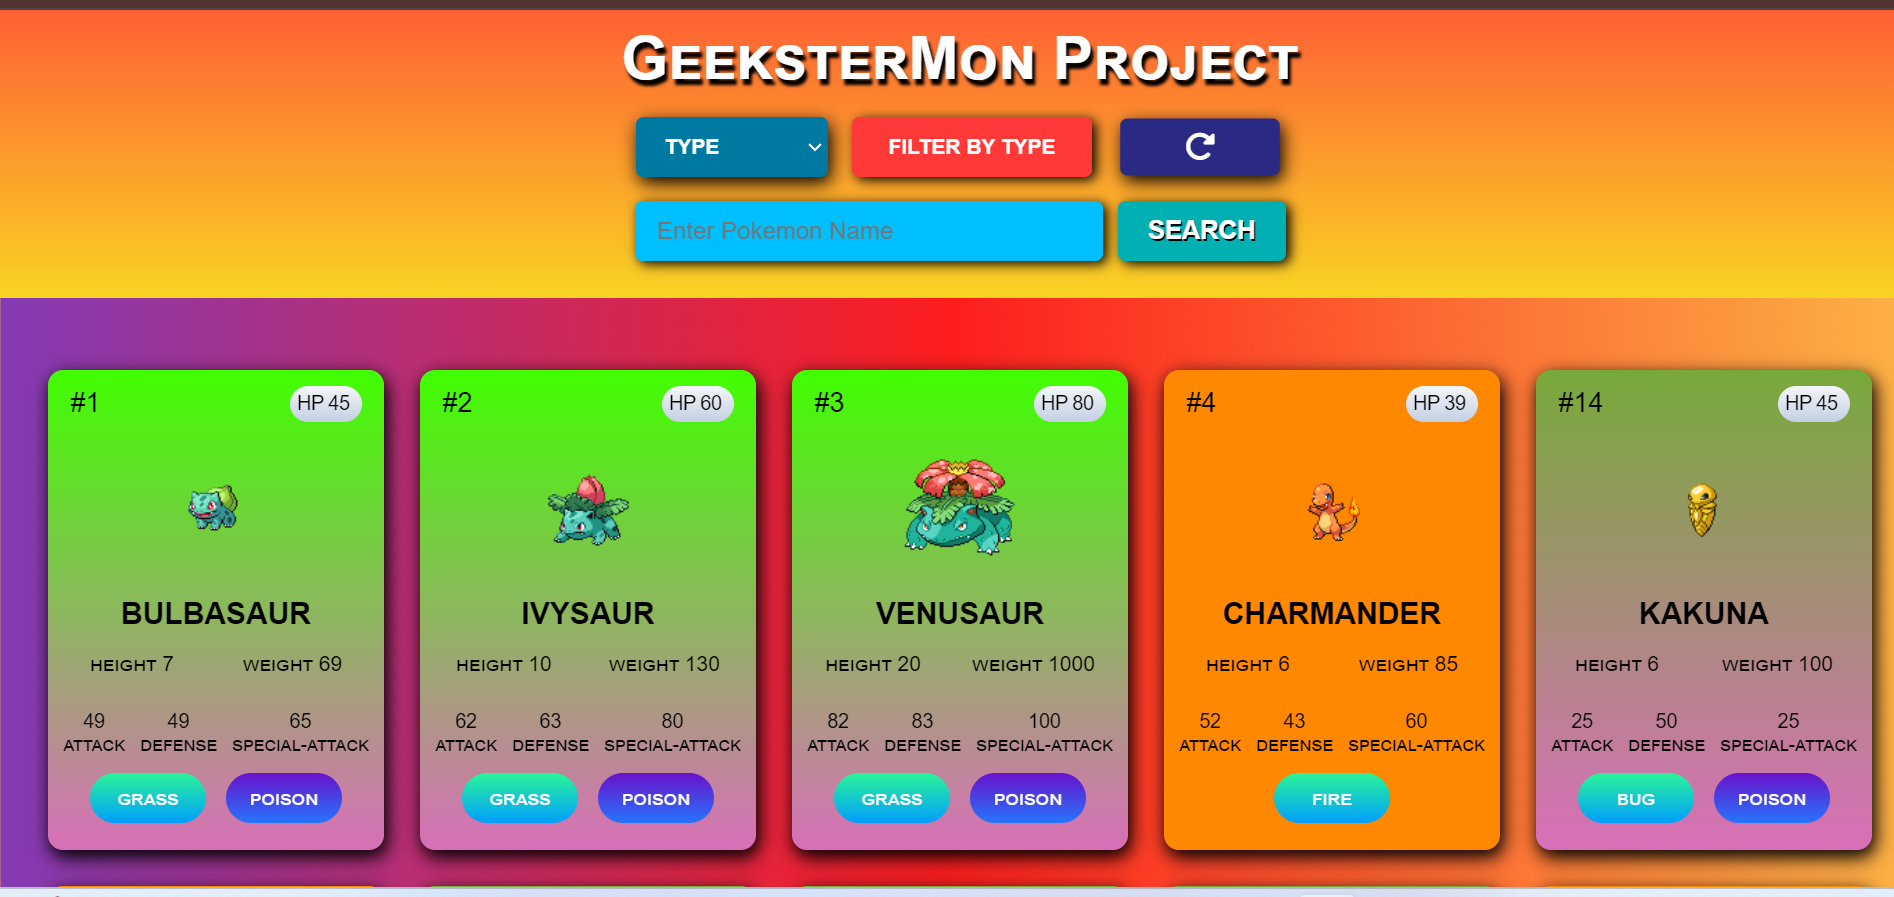 GeeksterMon Project
TYPE
FILTER BY TYPE
Enter Pokemon Name
SEARCH
#1 HP 45
BULBASAUR
HEIGHT 7 WEIGHT 69
49 49 65
ATTACK DEFENSE SPECIAL-ATTACK
GRASS POISON
#2 HP 60
IVYSAUR
HEIGHT 10 WEIGHT 130
62 63 80
ATTACK DEFENSE SPECIAL-ATTACK
GRASS POISON
#3 HP 80
VENUSAUR
HEIGHT 20 WEIGHT 1000
82 83 100
ATTACK DEFENSE SPECIAL-ATTACK
GRASS POISON
#4 HP 39
CHARMANDER
HEIGHT 6 WEIGHT 85
52 43 60
ATTACK DEFENSE SPECIAL-ATTACK
FIRE
#14 HP 45
KAKUNA
HEIGHT 6 WEIGHT 100
25 50 25
ATTACK DEFENSE SPECIAL-ATTACK
BUG POISON